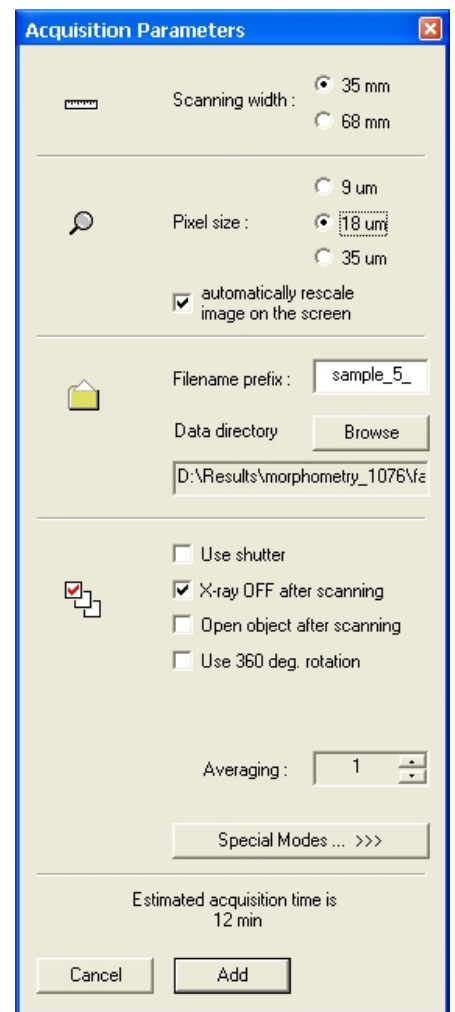 Acquisition Parameters
Scanning width :
35 mm
68 mm
Pixel size :
9 um
18 um
35 um
automatically rescale
image on the screen
Filename prefix :
sample_5_
Data directory
Browse
D:\Results\morphometry_1076\fa
Use shutter
X-ray OFF after scanning
Open object after scanning
Use 360 deg. rotation
Averaging :
1
Special Modes ... >>>
Estimated acquisition time is
12 min
Cancel
Add